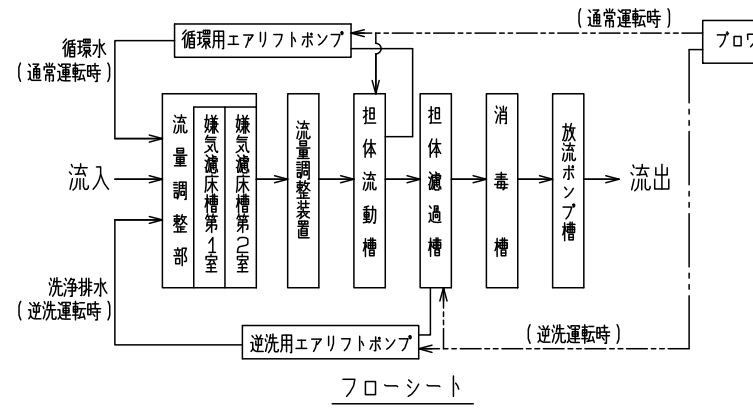 (通常運転時)
ブロワ
循環用エアリフトポンプ
循環水
(通常運転時)
流入
流量調整部
嫌気濾床槽第1室
嫌気濾床槽第2室
流量調整装置
担体流動槽
担体濾過槽
消毒槽
放流ポンプ槽
流出
洗浄排水
(逆洗運転時)
逆洗用エアリフトポンプ
(逆洗運転時)
フローシート